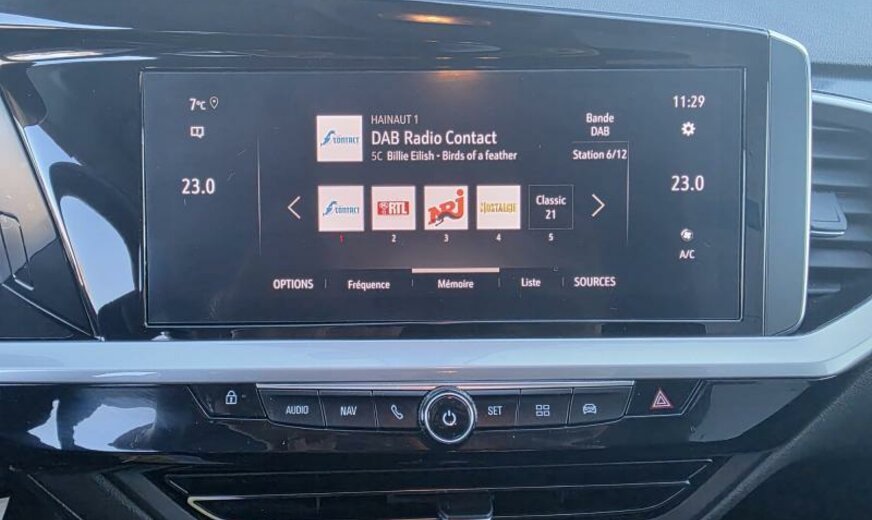 7°C
11:29
HAINAUT 1
DAB Radio Contact
5C Billie Eilish - Birds of a feather
Bande
DAB
Station 6/12
23.0
23.0
CONTACT
CONTACT
RTL
NRJ
NOSTALGIE
Classic
21
1
2
3
4
5
A/C
OPTIONS
Fréquence
Mémoire
Liste
SOURCES
AUDIO
NAV
SET